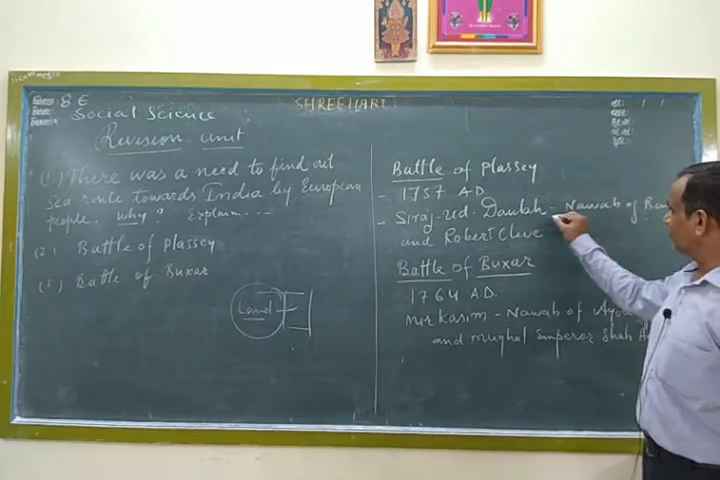 SHREEHARI
8 E
Social Science
Revision - unit
(1) There was a need to find out
sea route towards India by European
people. why? Explain ---
(2) Battle of Plassey
(3) Battle of Buxar
Land
Battle of Plassey
- 1757 AD.
- Siraj-ud-Daulah - Nawab of
and Robert Clive
Battle of Buxar
1764 A.D.
Mir Kasim - Nawab of
and Mughal Emperor Shah